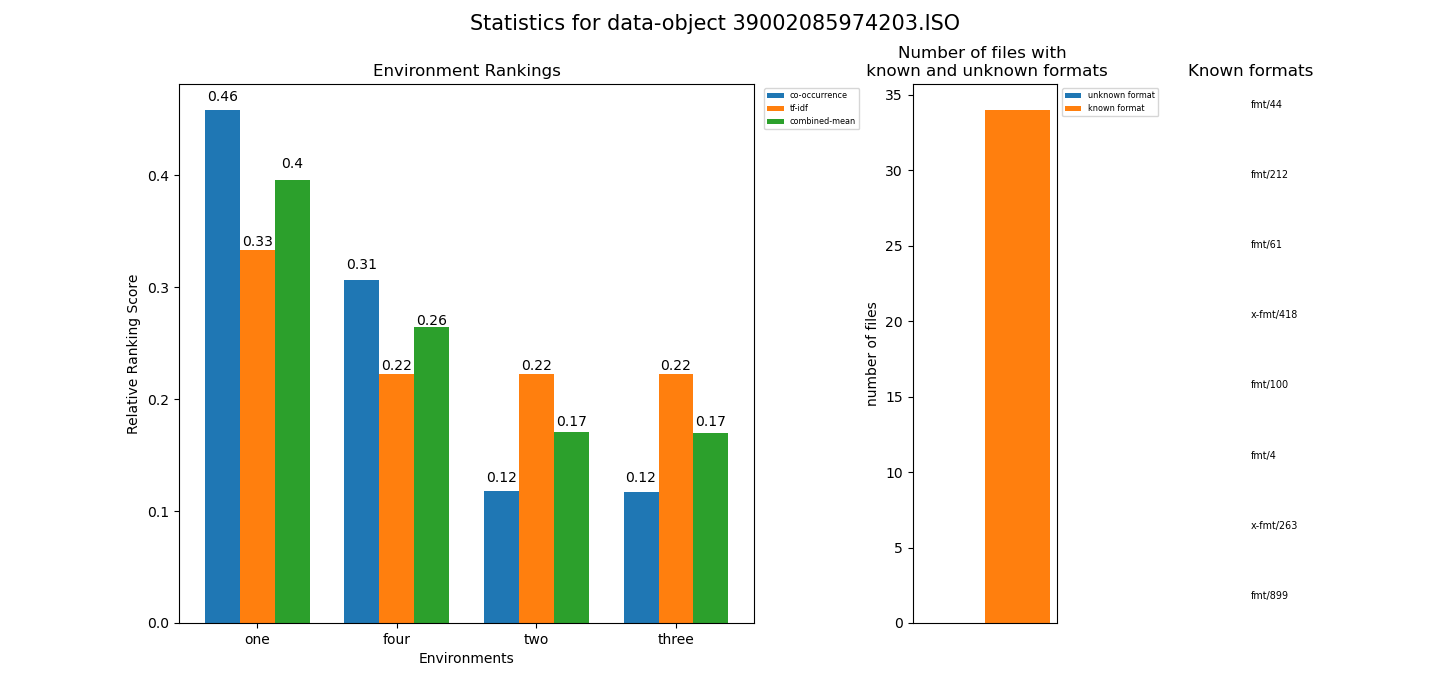 Statistics for data-object 39002085974203.ISO
Environment Rankings
0.46
0.33
0.4
0.31
0.22
0.26
0.12
0.22
0.17
0.12
0.22
0.17
0.4
0.3
0.2
0.1
0.0
Relative Ranking Score
one
four
two
three
Environments
co-occurrence
tf-idf
combined-mean
Number of files with
known and unknown formats
35
30
25
20
15
10
5
0
number of files
unknown format
known format
Known formats
fmt/44
fmt/212
fmt/61
x-fmt/418
fmt/100
fmt/4
x-fmt/263
fmt/899